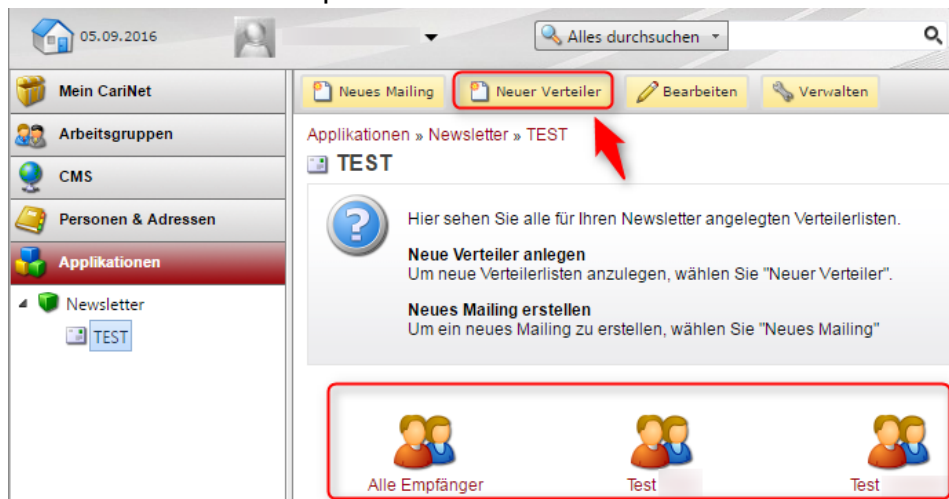 05.09.2016
Alles durchsuchen
Mein CariNet
Arbeitsgruppen
CMS
Personen & Adressen
Applikationen
Newsletter
TEST
Neues Mailing
Neuer Verteiler
Bearbeiten
Verwalten
Applikationen » Newsletter » TEST
TEST
Hier sehen Sie alle für Ihren Newsletter angelegten Verteilerlisten.
Neue Verteiler anlegen
Um neue Verteilerlisten anzulegen, wählen Sie "Neuer Verteiler".
Neues Mailing erstellen
Um ein neues Mailing zu erstellen, wählen Sie "Neues Mailing"
Alle Empfänger
Test
Test